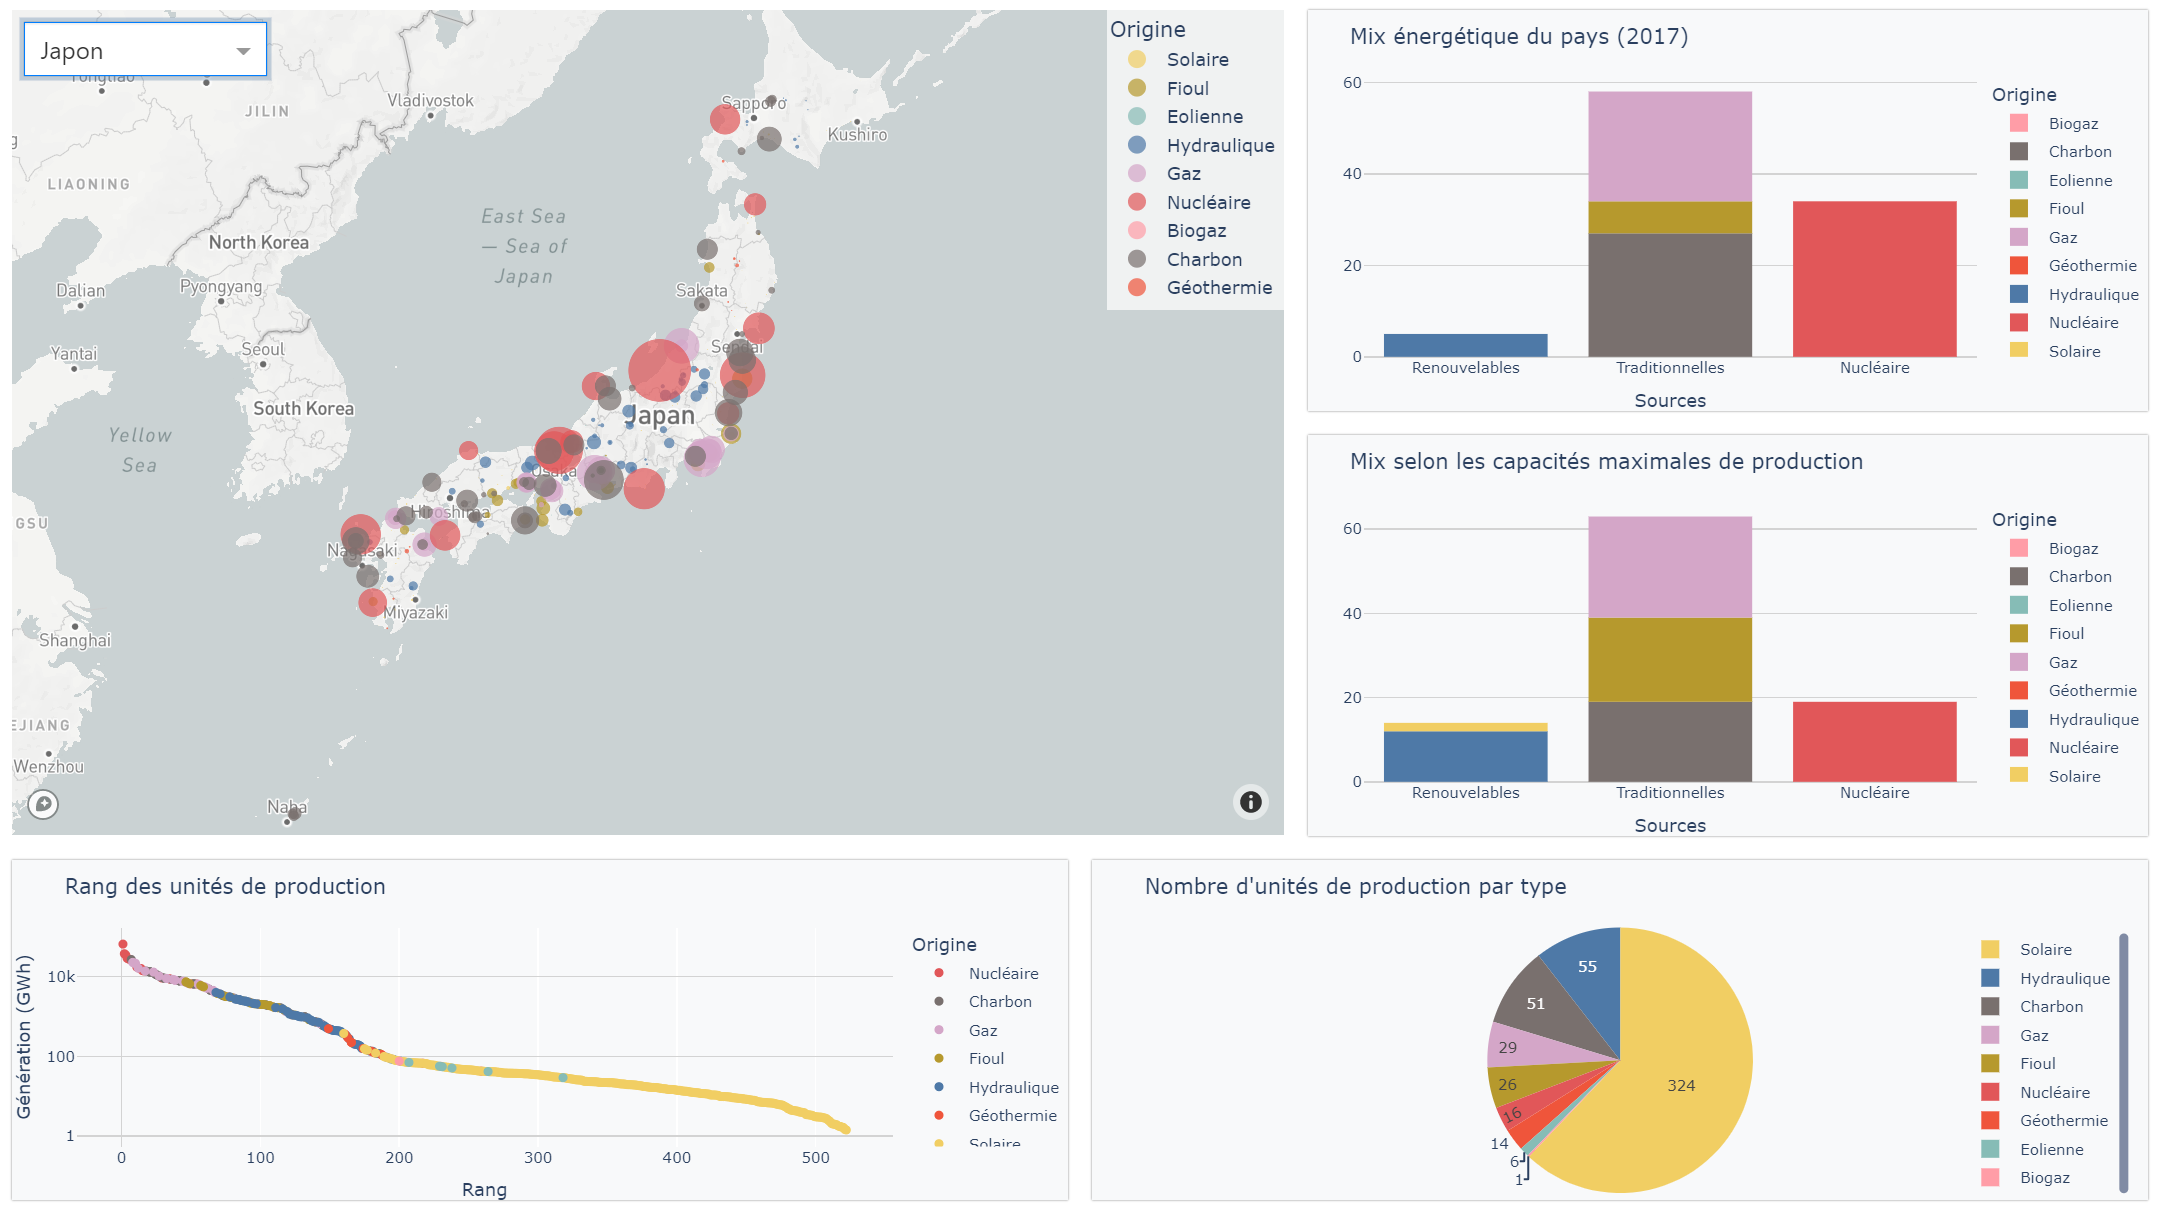 Japon
Tongliao
JILIN
Vladivostok
Sapporo
Kushiro
LIAONING
East Sea
— Sea of
Japan
North Korea
Dalian
Pyongyang
Sakata
Yantai
Seoul
Sendai
South Korea
Japan
Yellow
Sea
Osaka
GSU
Hiroshima
Nagasaki
Miyazaki
Shanghai
EJIANG
Wenzhou
Naha
Origine
Solaire
Fioul
Eolienne
Hydraulique
Gaz
Nucléaire
Biogaz
Charbon
Géothermie
Mix énergétique du pays (2017)
60
40
20
0
Renouvelables
Traditionnelles
Nucléaire
Sources
Origine
Biogaz
Charbon
Eolienne
Fioul
Gaz
Géothermie
Hydraulique
Nucléaire
Solaire
Mix selon les capacités maximales de production
60
40
20
0
Renouvelables
Traditionnelles
Nucléaire
Sources
Origine
Biogaz
Charbon
Eolienne
Fioul
Gaz
Géothermie
Hydraulique
Nucléaire
Solaire
Rang des unités de production
Génération (GWh)
10k
100
1
0
100
200
300
400
500
Rang
Origine
Nucléaire
Charbon
Gaz
Fioul
Hydraulique
Géothermie
Solaire
Nombre d'unités de production par type
55
51
29
26
16
14
6
1
324
Solaire
Hydraulique
Charbon
Gaz
Fioul
Nucléaire
Géothermie
Eolienne
Biogaz